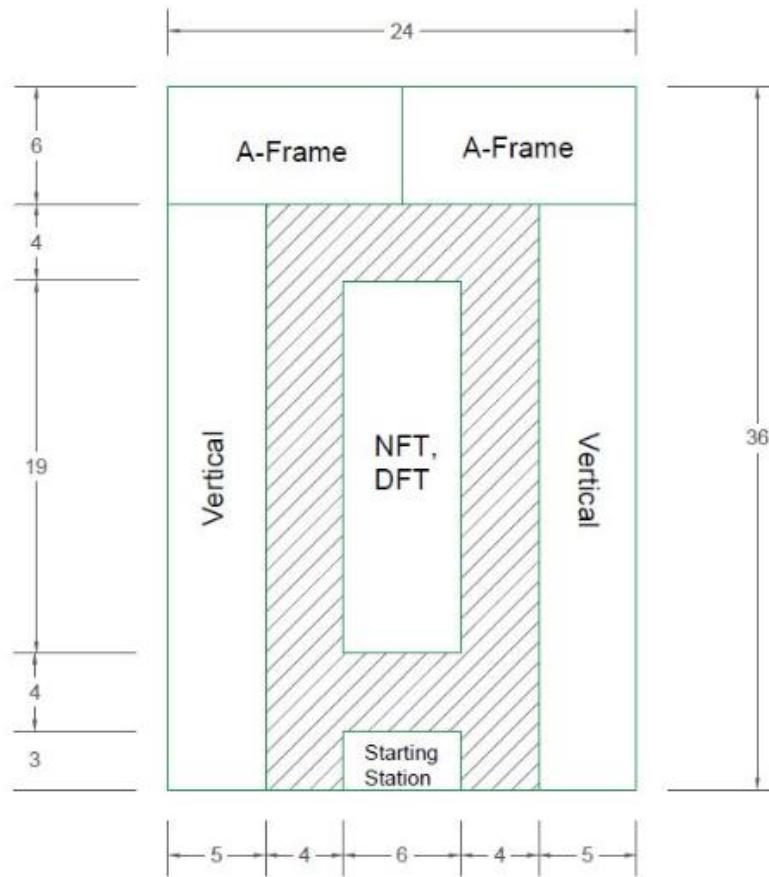 24
6
A-Frame
A-Frame
4
19
Vertical
NFT,
DFT
Vertical
36
4
3
Starting
Station
5
4
6
4
5